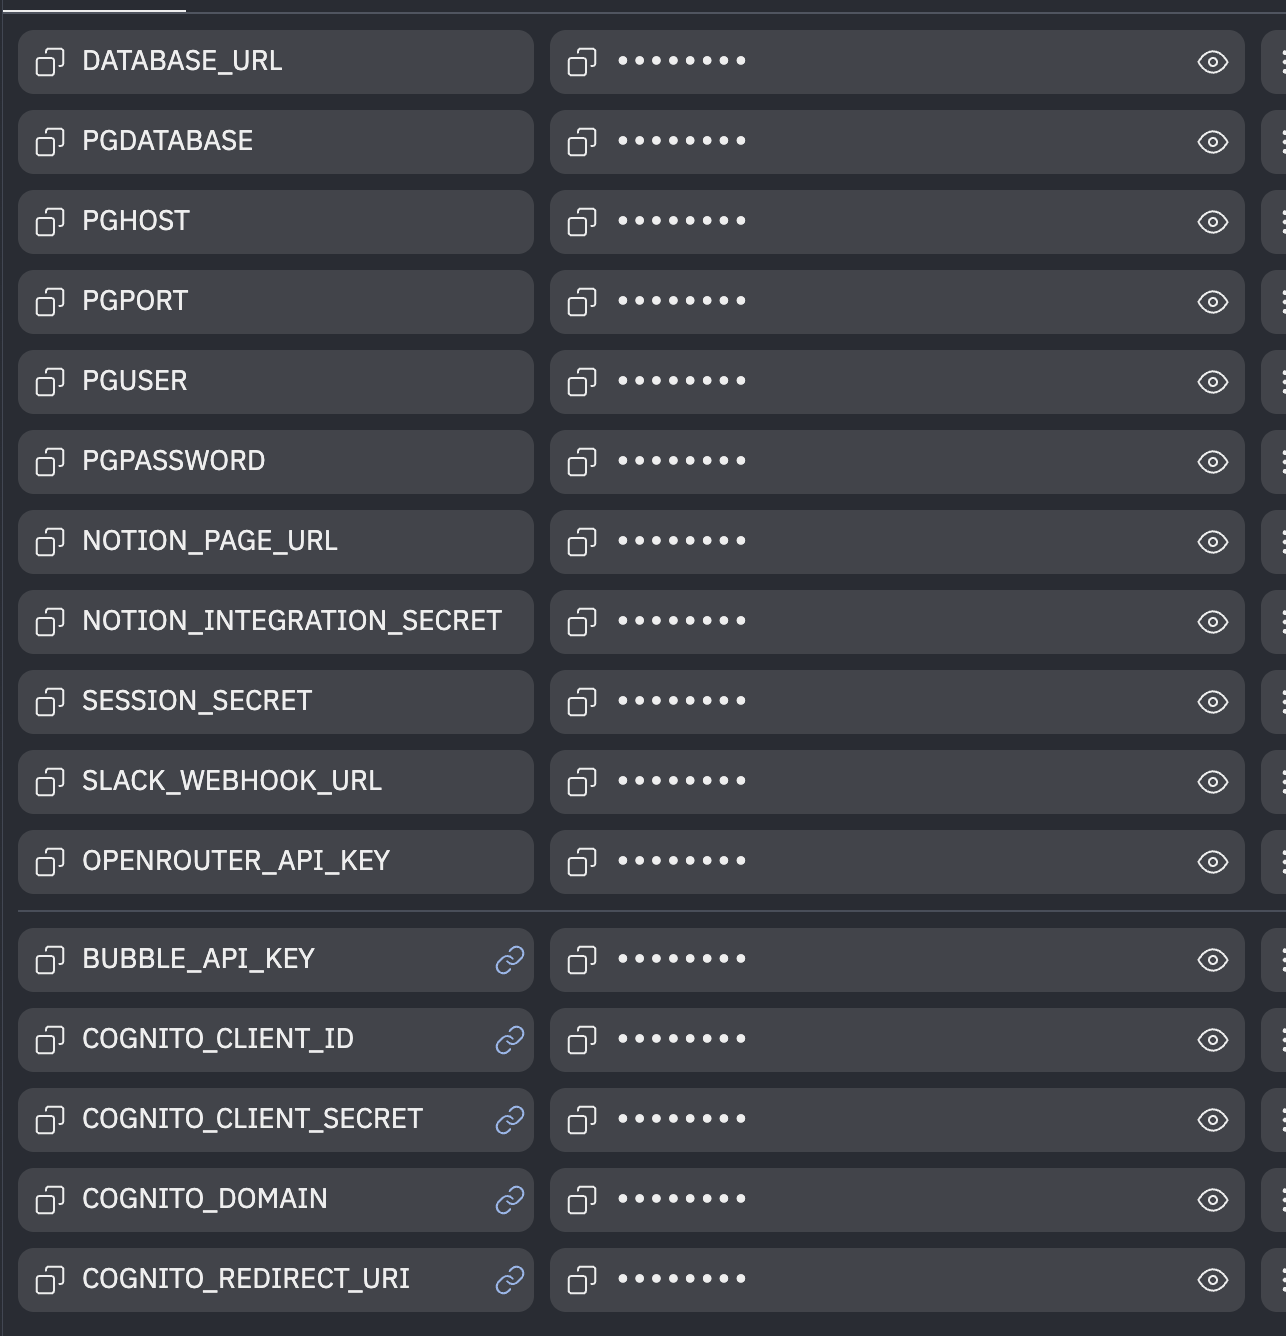 DATABASE_URL ••••••••
PGDATABASE ••••••••
PGHOST ••••••••
PGPORT ••••••••
PGUSER ••••••••
PGPASSWORD ••••••••
NOTION_PAGE_URL ••••••••
NOTION_INTEGRATION_SECRET ••••••••
SESSION_SECRET ••••••••
SLACK_WEBHOOK_URL ••••••••
OPENROUTER_API_KEY ••••••••
BUBBLE_API_KEY ••••••••
COGNITO_CLIENT_ID ••••••••
COGNITO_CLIENT_SECRET ••••••••
COGNITO_DOMAIN ••••••••
COGNITO_REDIRECT_URI ••••••••